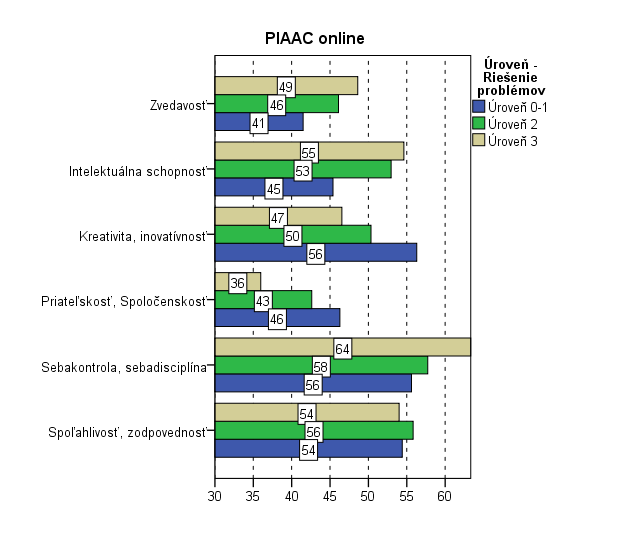 PIAAC online
Úroveň -
Riešenie
problémov
Úroveň 0-1
Úroveň 2
Úroveň 3
Zvedavosť
49
46
41
Intelektuálna schopnosť
55
53
45
Kreativita, inovatívnosť
47
50
56
Priateľskosť, Spoločenskosť
36
43
46
Sebakontrola, sebadisciplína
64
58
56
Spoľahlivosť, zodpovednosť
54
56
54
30 35 40 45 50 55 60